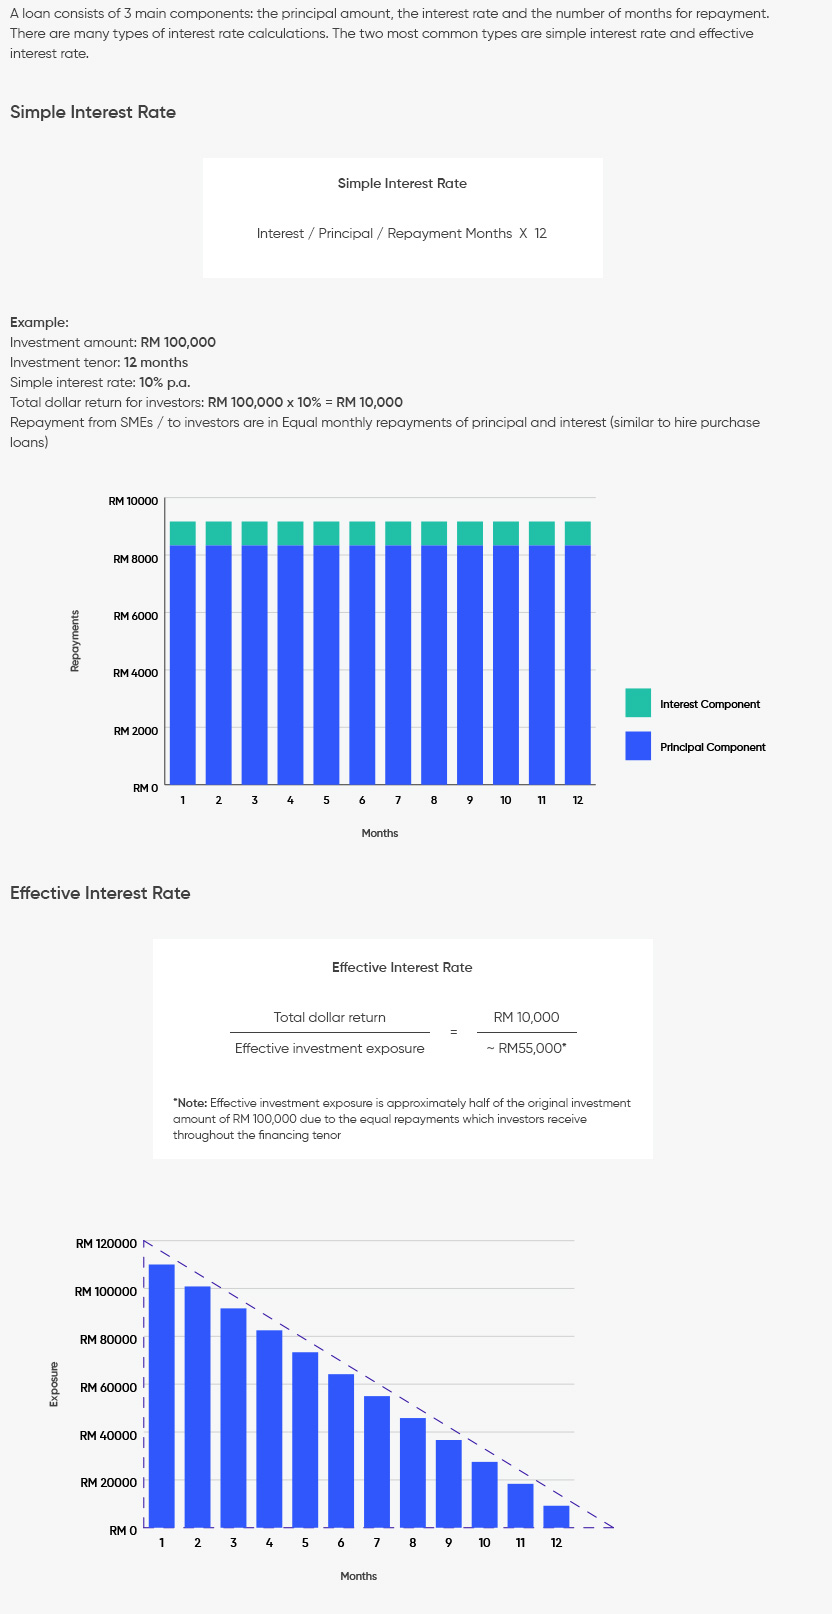 A loan consists of 3 main components: the principal amount, the interest rate and the number of months for repayment.
There are many types of interest rate calculations. The two most common types are simple interest rate and effective
interest rate.
Simple Interest Rate
Simple Interest Rate
Interest / Principal / Repayment Months X 12
Example:
Investment amount: RM 100,000
Investment tenor: 12 months
Simple interest rate: 10% p.a.
Total dollar return for investors: RM 100,000 x 10% = RM 10,000
Repayment from SMEs / to investors are in Equal monthly repayments of principal and interest (similar to hire purchase
loans)
RM 10000
RM 8000
RM 6000
RM 4000
RM 2000
RM 0
Repayments
1 2 3 4 5 6 7 8 9 10 11 12
Months
Interest Component
Principal Component
Effective Interest Rate
Effective Interest Rate
Total dollar return
Effective investment exposure
=
RM 10,000
~ RM55,000*
*Note: Effective investment exposure is approximately half of the original investment
amount of RM 100,000 due to the equal repayments which investors receive
throughout the financing tenor
RM 120000
RM 100000
RM 80000
RM 60000
RM 40000
RM 20000
RM 0
Exposure
1 2 3 4 5 6 7 8 9 10 11 12
Months